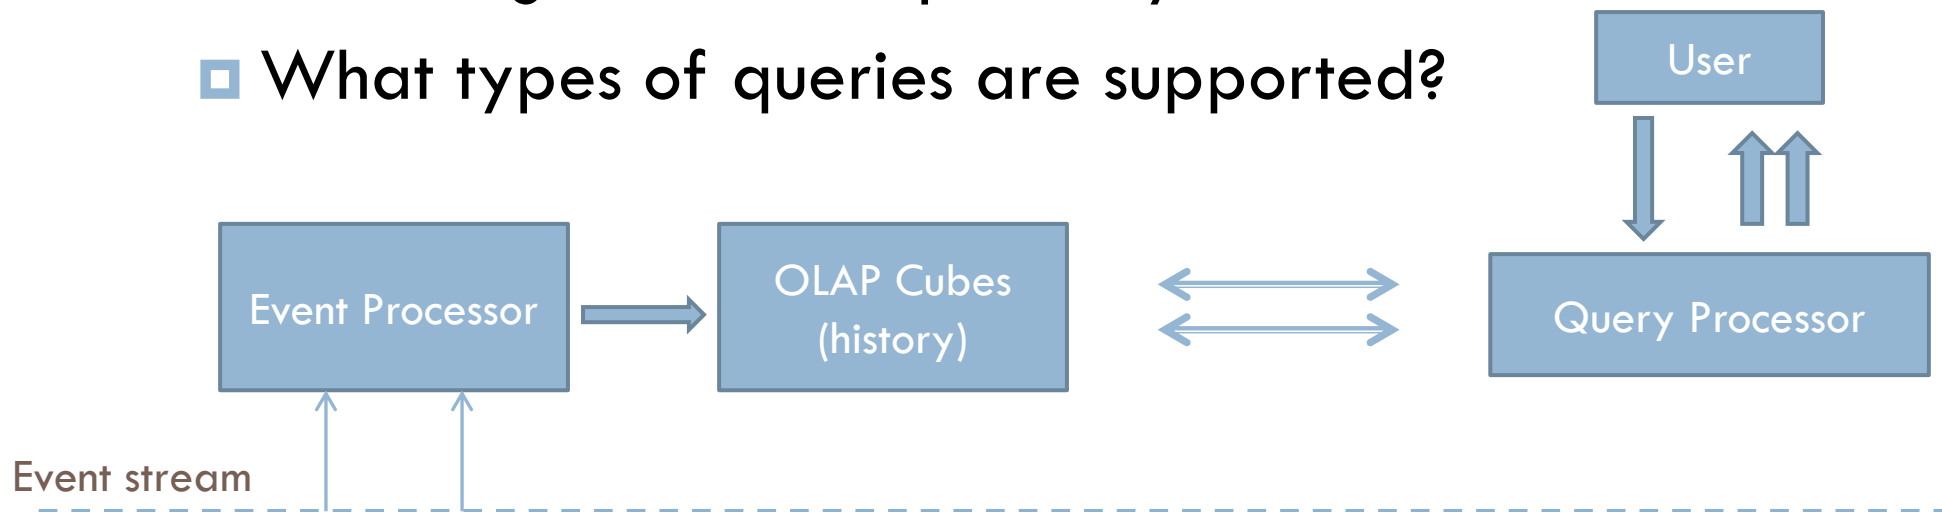 What types of queries are supported?
User
Event Processor
OLAP Cubes
(history)
Query Processor
Event stream